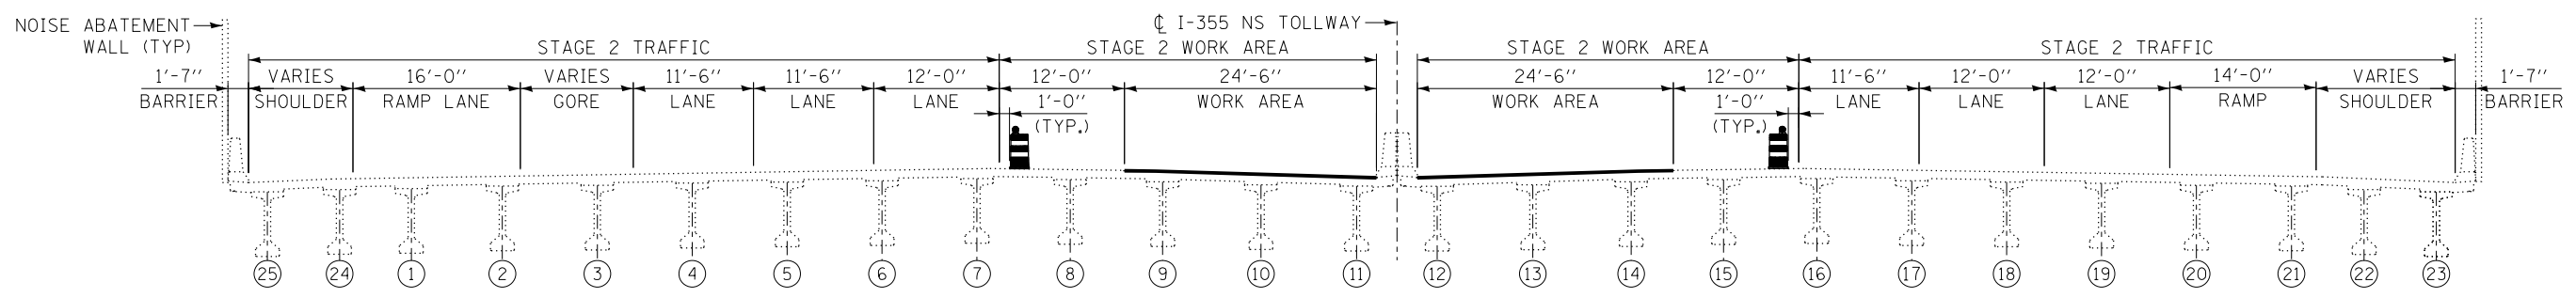 NOISE ABATEMENT
WALL (TYP)
℄ I-355 NS TOLLWAY
STAGE 2 TRAFFIC
STAGE 2 WORK AREA
STAGE 2 WORK AREA
STAGE 2 TRAFFIC
1'-7"
BARRIER
VARIES
SHOULDER
16'-0"
RAMP LANE
VARIES
GORE
11'-6"
LANE
11'-6"
LANE
12'-0"
LANE
12'-0"
1'-0"
(TYP.)
24'-6"
WORK AREA
24'-6"
WORK AREA
12'-0"
1'-0"
(TYP.)
11'-6"
LANE
12'-0"
LANE
12'-0"
LANE
14'-0"
RAMP
VARIES
SHOULDER
1'-7"
BARRIER
25 24 1 2 3 4 5 6 7 8 9 10 11 12 13 14 15 16 17 18 19 20 21 22 23